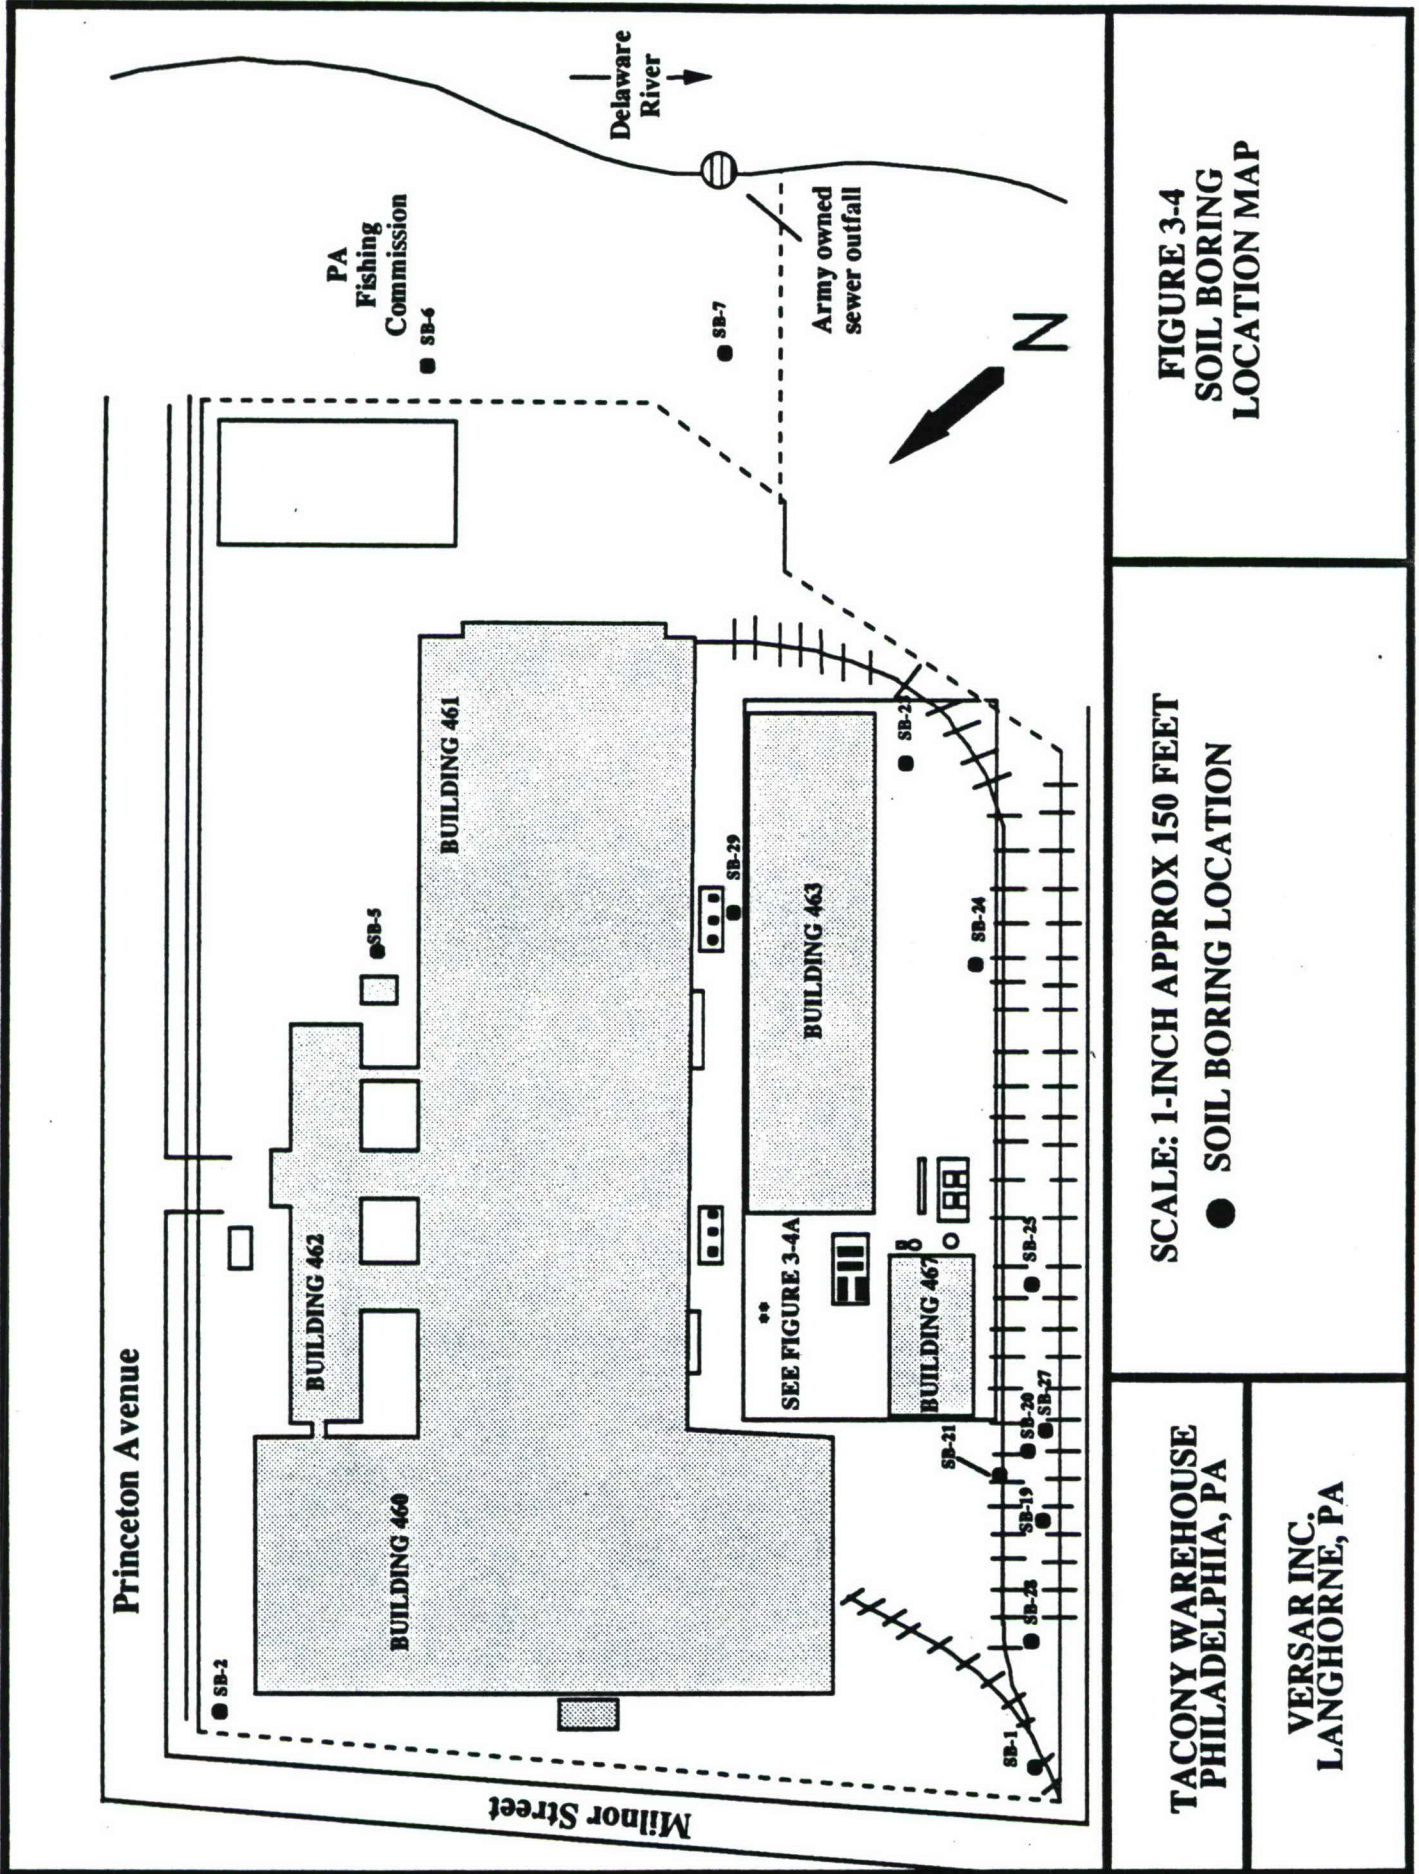 Princeton Avenue
Milnor Street
SB-2
BUILDING 460
BUILDING 462
BUILDING 461
SB-5
PA
Fishing
Commission
SB-6
Delaware
River
SB-7
Army owned
sewer outfall
N
SB-29
BUILDING 463
SB-23
SB-24
**
SEE FIGURE 3-4A
BUILDING 467
SB-25
SB-27
SB-20
SB-21
SB-19
SB-28
SB-1
TACONY WAREHOUSE
PHILADELPHIA, PA
VERSAR INC.
LANGHORNE, PA
SCALE: 1-INCH APPROX 150 FEET
SOIL BORING LOCATION
FIGURE 3-4
SOIL BORING
LOCATION MAP